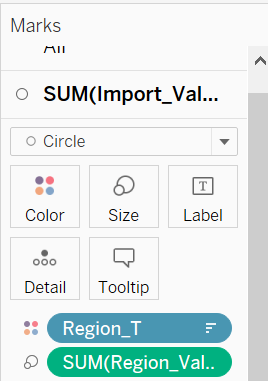 Marks
All
SUM(Import_Val...
Circle
Color
Size
Label
Detail
Tooltip
Region_T
SUM(Region_Val..